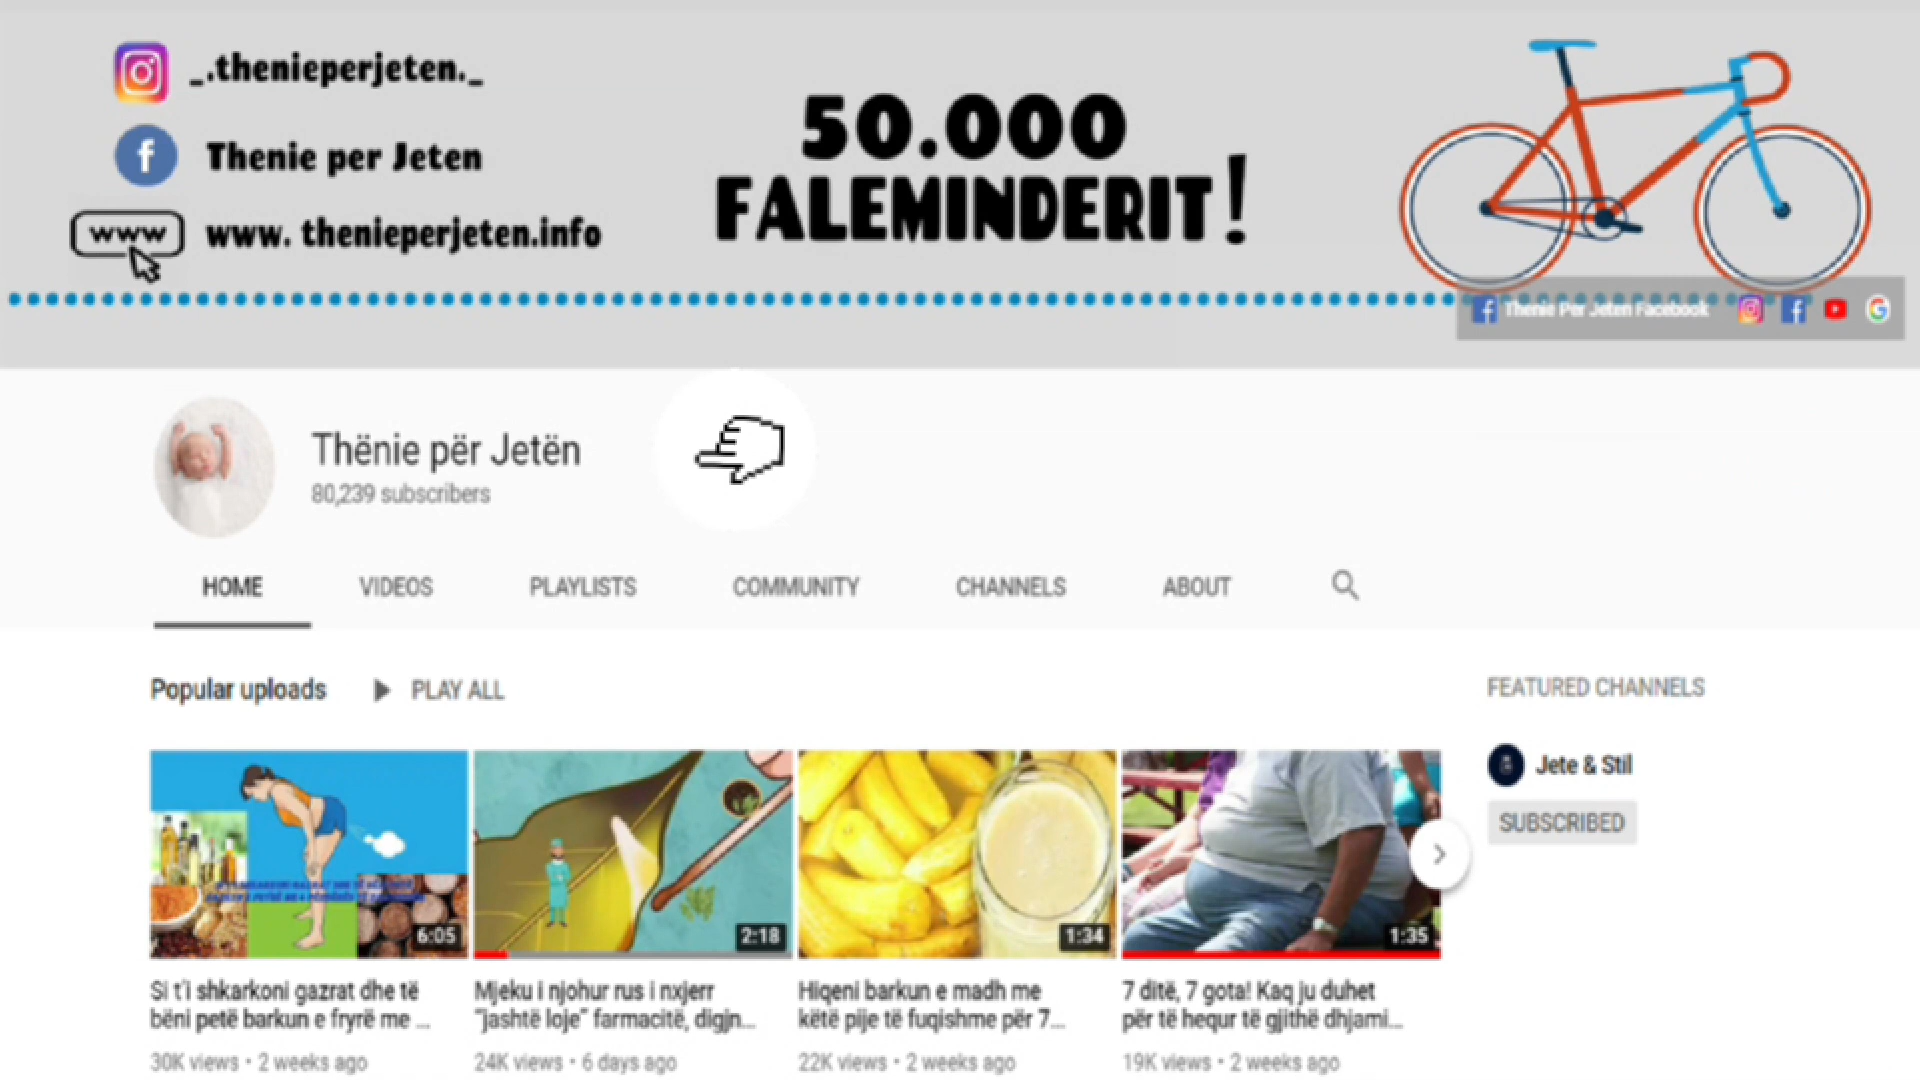 _.thenieperjeten._
50.000
FALEMINDERIT!
Thenie per Jeten
www
www. thenieperjeten.info
Thenie Per Jeten Facebook
Thënie për Jetën
80,239 subscribers
HOME VIDEOS PLAYLISTS COMMUNITY CHANNELS ABOUT
Popular uploads PLAY ALL
FEATURED CHANNELS
Jete & Stil
SUBSCRIBED
6:05
2:18
1:34
1:35
Si t'i shkarkoni gazrat dhe të
bëni petë barkun e fryrë me ...
30K views • 2 weeks ago
Mjeku i njohur rus i nxjerr
"jashtë loje" farmacitë, digjn...
24K views • 6 days ago
Hiqeni barkun e madh me
këtë pije të fuqishme për 7...
22K views • 2 weeks ago
7 ditë, 7 gota! Kaq ju duhet
për të hequr të gjithë dhjami...
19K views • 2 weeks ago